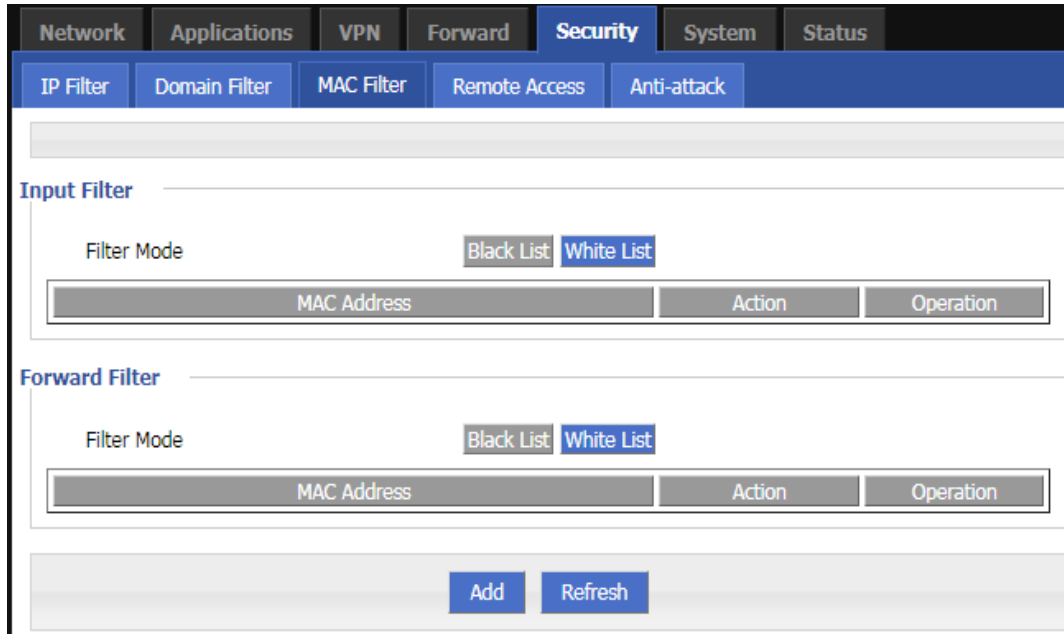 Network Applications VPN Forward Security System Status
IP Filter Domain Filter MAC Filter Remote Access Anti-attack
Input Filter
Filter Mode Black List White List
MAC Address Action Operation
Forward Filter
Filter Mode Black List White List
MAC Address Action Operation
Add Refresh